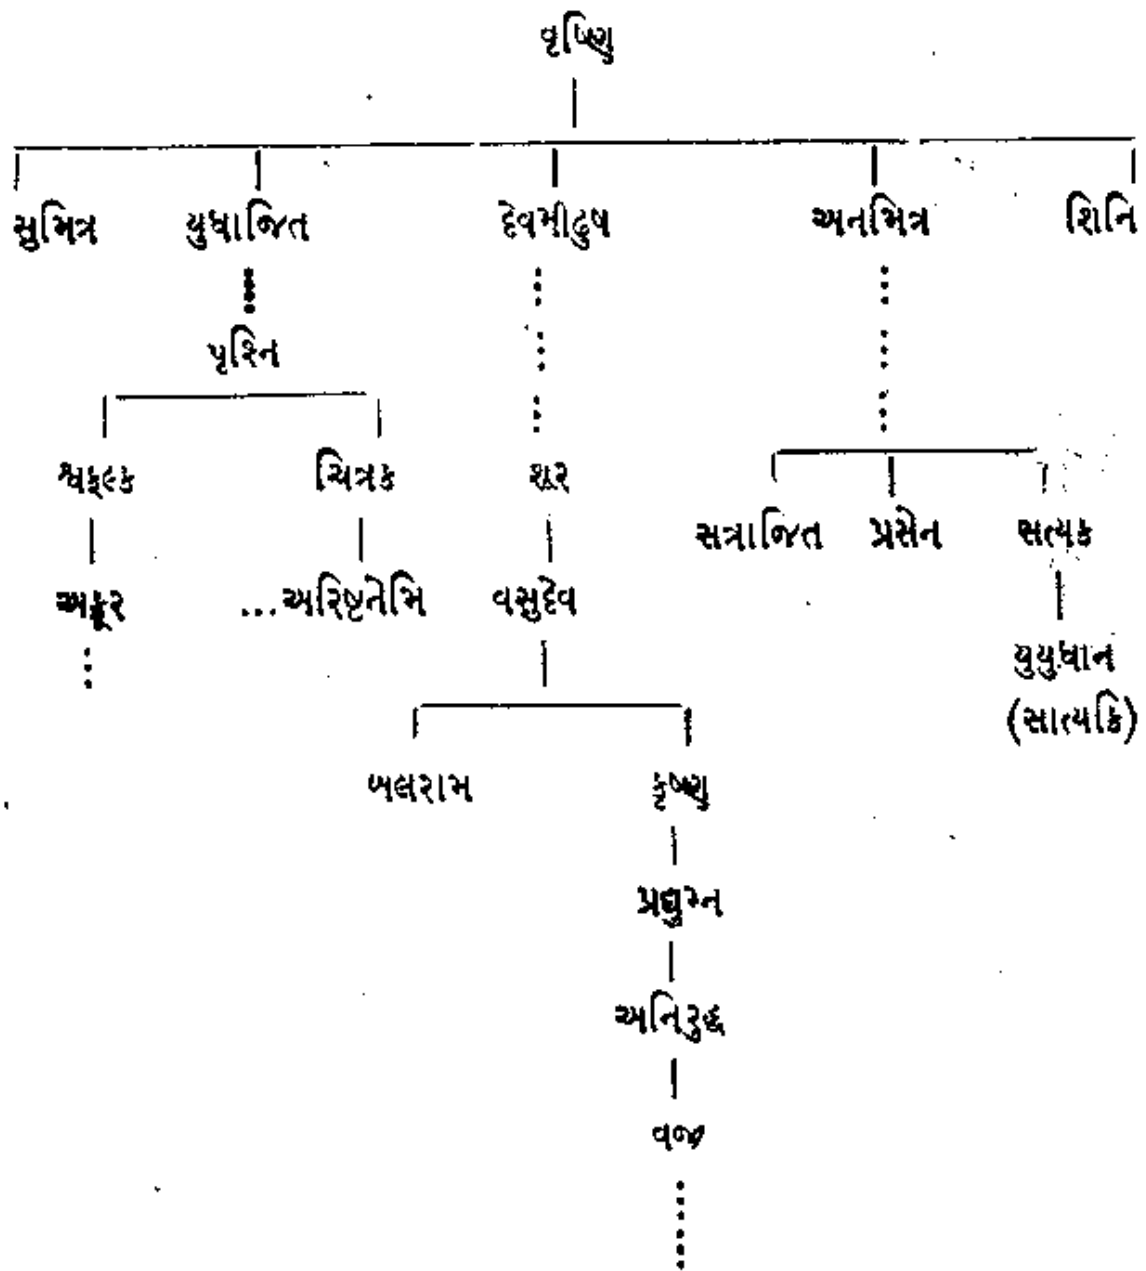 વૃષ્ણિ
સુમિત્ર યુધાજિત દેવમીઢુષ અનમિત્ર શિનિ
પૃશ્નિ
શ્વફલ્ક ચિત્રક શૂર
સત્રાજિત પ્રસેન સત્યક
અક્રૂર ...અરિષ્ટનેમિ વસુદેવ
યુયુધાન
(સાત્યકિ)
બલરામ કૃષ્ણ
પ્રદ્યુમ્ન
અનિરુદ્ધ
વજ્ર